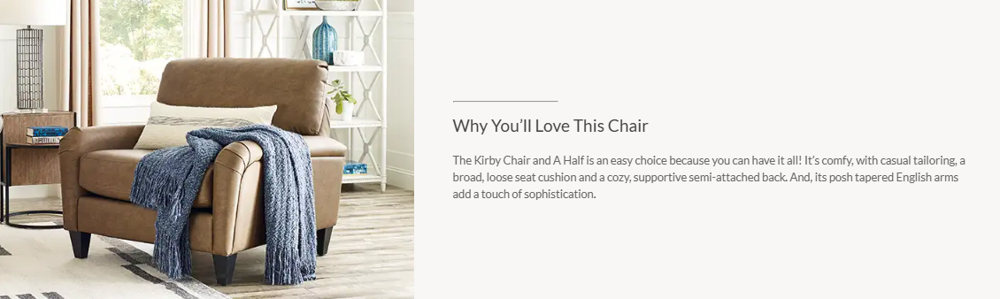 Why You’ll Love This Chair
The Kirby Chair and A Half is an easy choice because you can have it all! It’s comfy, with casual tailoring, a
broad, loose seat cushion and a cozy, supportive semi-attached back. And, its posh tapered English arms
add a touch of sophistication.